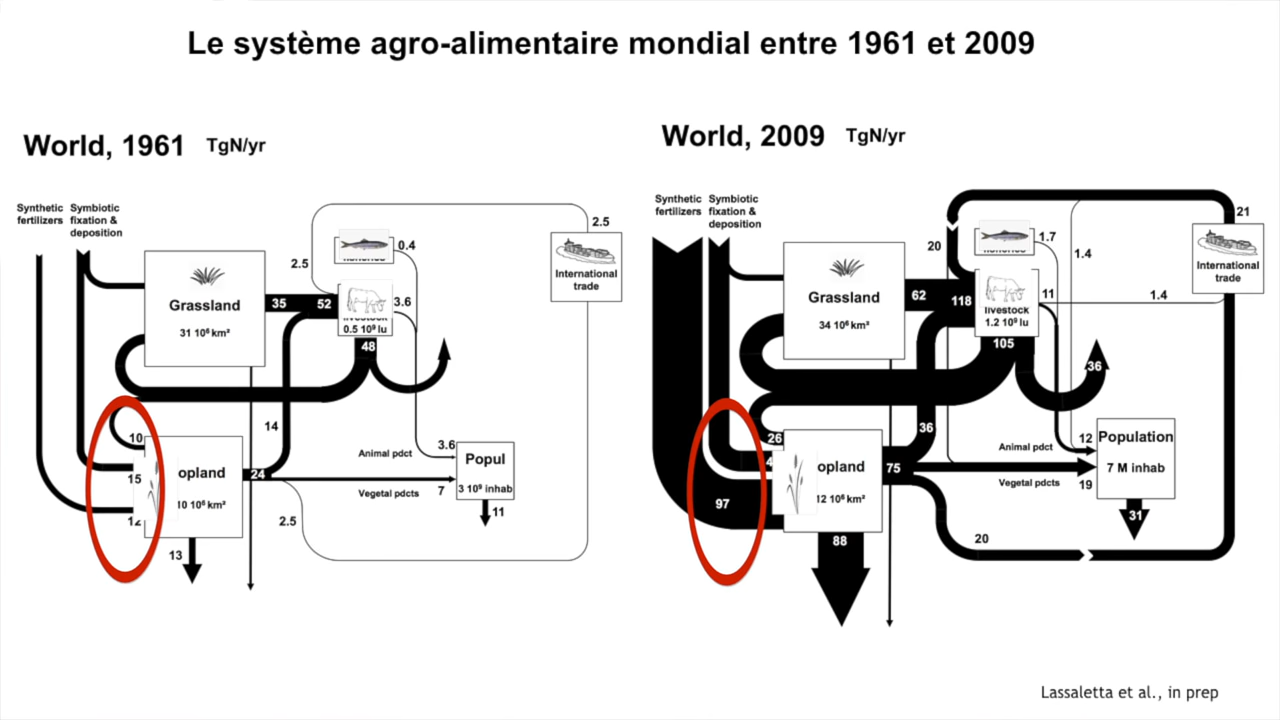 Le système agro-alimentaire mondial entre 1961 et 2009
World, 1961 TgN/yr
Synthetic
fertilizers
Symbiotic
fixation &
deposition
Grassland
31 10⁶ km²
35
52
2.5
0.4
3.6
livestock
0.5 10⁹ lu
48
2.5
International
trade
14
10
15
12
opland
10 10⁶ km²
24
13
2.5
Animal pdct
3.6
Vegetal pdcts
7
Popul
3 10⁹ inhab
11
World, 2009 TgN/yr
Synthetic
fertilizers
Symbiotic
fixation &
deposition
Grassland
34 10⁶ km²
62
118
20
1.7
1.4
11
livestock
1.2 10⁹ lu
105
21
International
trade
1.4
36
36
26
97
opland
12 10⁶ km²
75
88
20
Animal pdct
12
Vegetal pdcts
19
Population
7 M inhab
31
Lassaletta et al., in prep